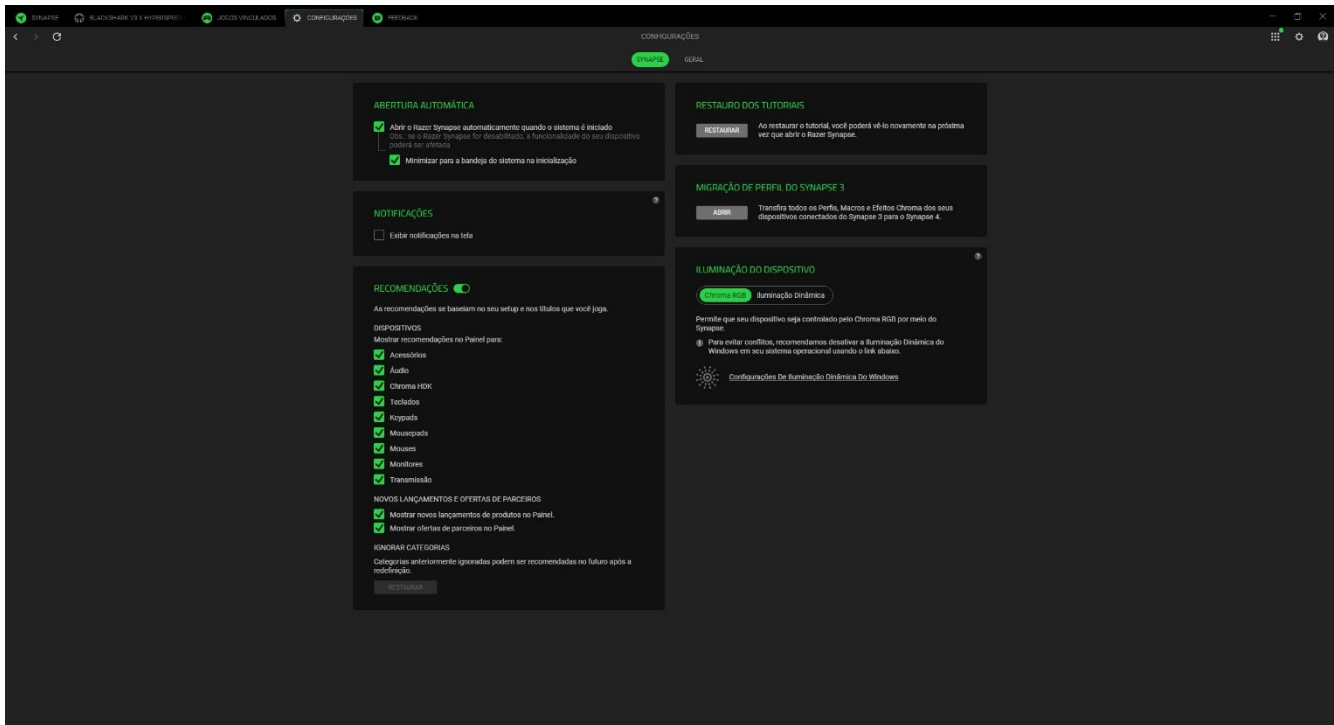 SYNAPSE
BLACKSHARK V3 X HYPERSPEED
JOGOS VINCULADOS
CONFIGURAÇÕES
FEEDBACK
CONFIGURAÇÕES
SYNAPSE
GERAL
ABERTURA AUTOMÁTICA
Abrir o Razer Synapse automaticamente quando o sistema é iniciado
Obs.: se o Razer Synapse for desabilitado, a funcionalidade do seu dispositivo
poderá ser afetada
Minimizar para a bandeja do sistema na inicialização
NOTIFICAÇÕES
Exibir notificações na tela
RECOMENDAÇÕES
As recomendações se baseiam no seu setup e nos títulos que você joga.
DISPOSITIVOS
Mostrar recomendações no Painel para:
Acessórios
Áudio
Chroma HDK
Teclados
Keypads
Mousepads
Mouses
Monitores
Transmissão
NOVOS LANÇAMENTOS E OFERTAS DE PARCEIROS
Mostrar novos lançamentos de produtos no Painel.
Mostrar ofertas de parceiros no Painel.
IGNORAR CATEGORIAS
Categorias anteriormente ignoradas podem ser recomendadas no futuro após a
redefinição.
RESTAURAR
RESTAURO DOS TUTORIAIS
RESTAURAR
Ao restaurar o tutorial, você poderá vê-lo novamente na próxima
vez que abrir o Razer Synapse.
MIGRAÇÃO DE PERFIL DO SYNAPSE 3
ABRIR
Transfira todos os Perfis, Macros e Efeitos Chroma dos seus
dispositivos conectados do Synapse 3 para o Synapse 4.
ILUMINAÇÃO DO DISPOSITIVO
Chroma RGB
Iluminação Dinâmica
Permite que seu dispositivo seja controlado pelo Chroma RGB por meio do
Synapse.
Para evitar conflitos, recomendamos desativar a Iluminação Dinâmica do
Windows em seu sistema operacional usando o link abaixo.
Configurações De Iluminação Dinâmica Do Windows